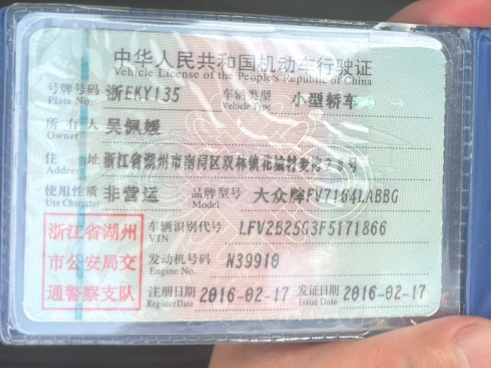 中华人民共和国机动车行驶证
Vehicle License of the People's Republic of China
号牌号码 浙EKY135 车辆类型 小型轿车
Plate No. Vehicle Type
所有人 吴佩媛
Owner
住址 浙江省湖州市南浔区双林镇花城村
Address
使用性质 非营运 品牌型号 大众牌FV7164LABBG
Use Character Model
浙江省湖州
市公安局交
通警察支队
车辆识别代号 LFV2B25G3F5171866
VIN
发动机号码 N39910
Engine No.
注册日期 2016-02-17 发证日期 2016-02-17
Register Date Issue Date